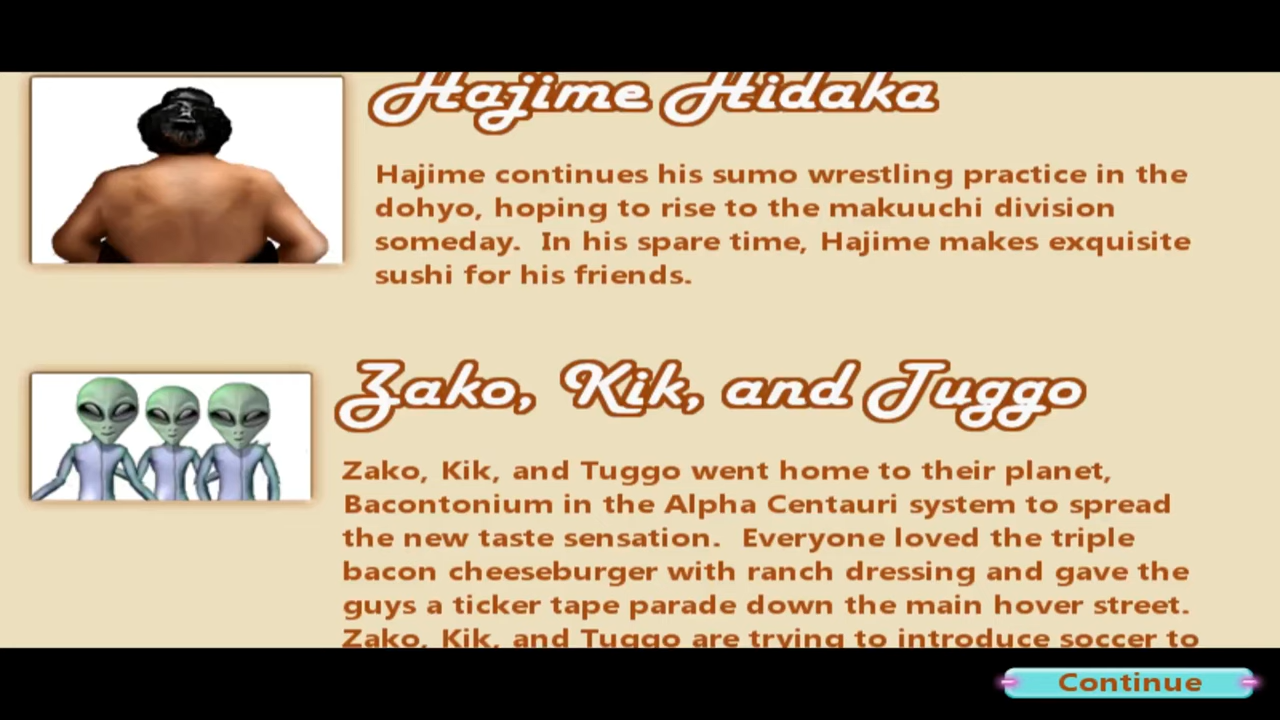 Hajime Hidaka
Hajime continues his sumo wrestling practice in the
dohyo, hoping to rise to the makuuchi division
someday.  In his spare time, Hajime makes exquisite
sushi for his friends.
Zako, Kik, and Tuggo
Zako, Kik, and Tuggo went home to their planet,
Bacontonium in the Alpha Centauri system to spread
the new taste sensation.  Everyone loved the triple
bacon cheeseburger with ranch dressing and gave the
guys a ticker tape parade down the main hover street.
Zako, Kik, and Tuggo are trying to introduce soccer to
Continue